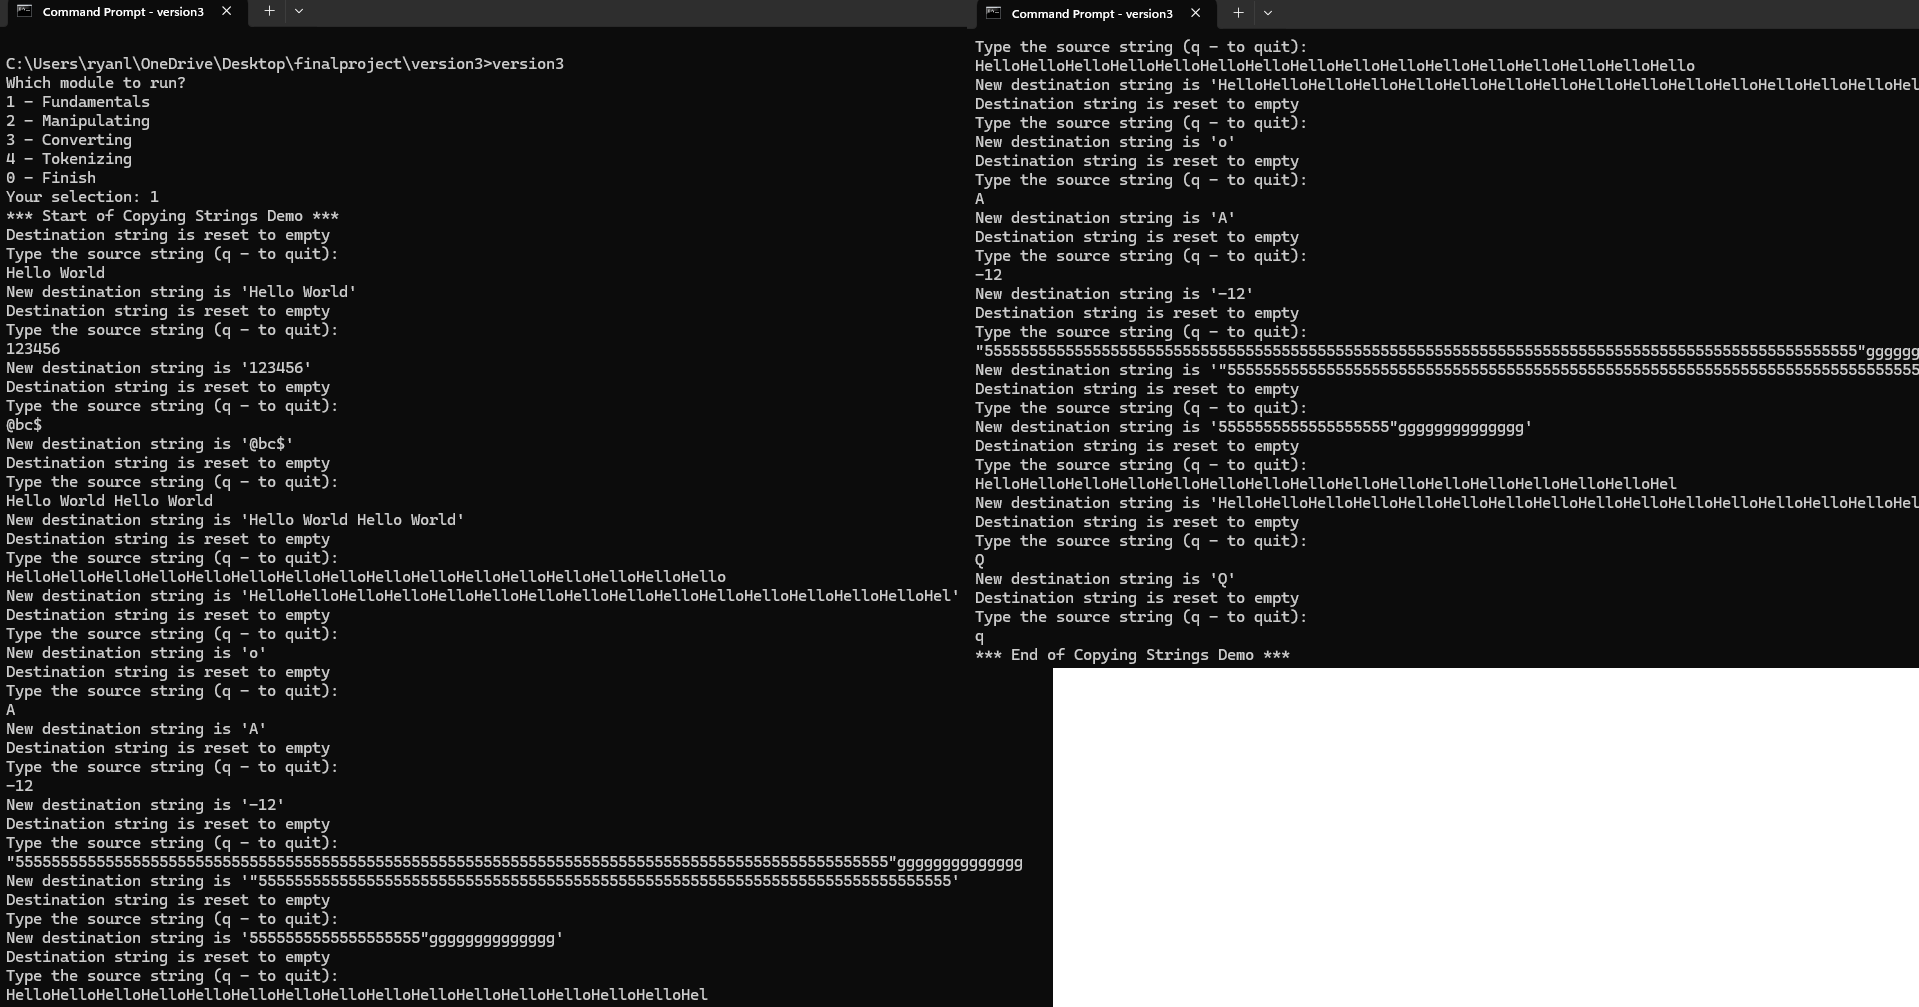 Command Prompt - version3
C:\Users\ryanl\OneDrive\Desktop\finalproject\version3>version3
Which module to run?
1 - Fundamentals
2 - Manipulating
3 - Converting
4 - Tokenizing
0 - Finish
Your selection: 1
*** Start of Copying Strings Demo ***
Destination string is reset to empty
Type the source string (q - to quit):
Hello World
New destination string is 'Hello World'
Destination string is reset to empty
Type the source string (q - to quit):
123456
New destination string is '123456'
Destination string is reset to empty
Type the source string (q - to quit):
@bc$
New destination string is '@bc$'
Destination string is reset to empty
Type the source string (q - to quit):
Hello World Hello World
New destination string is 'Hello World Hello World'
Destination string is reset to empty
Type the source string (q - to quit):
HelloHelloHelloHelloHelloHelloHelloHelloHelloHelloHelloHelloHelloHelloHelloHello
New destination string is 'HelloHelloHelloHelloHelloHelloHelloHelloHelloHelloHelloHelloHelloHelloHelloHel'
Destination string is reset to empty
Type the source string (q - to quit):
New destination string is 'o'
Destination string is reset to empty
Type the source string (q - to quit):
A
New destination string is 'A'
Destination string is reset to empty
Type the source string (q - to quit):
-12
New destination string is '-12'
Destination string is reset to empty
Type the source string (q - to quit):
"5555555555555555555555555555555555555555555555555555555555555555555555555555555555555555555555555"gggggggggggggg
New destination string is '"55555555555555555555555555555555555555555555555555555555555555555555555555555'
Destination string is reset to empty
Type the source string (q - to quit):
New destination string is '5555555555555555555"gggggggggggggg'
Destination string is reset to empty
Type the source string (q - to quit):
HelloHelloHelloHelloHelloHelloHelloHelloHelloHelloHelloHelloHelloHelloHelloHel
Command Prompt - version3
Type the source string (q - to quit):
HelloHelloHelloHelloHelloHelloHelloHelloHelloHelloHelloHelloHelloHelloHelloHello
New destination string is 'HelloHelloHelloHelloHelloHelloHelloHelloHelloHelloHelloHelloHelloHelloHelloHel
Destination string is reset to empty
Type the source string (q - to quit):
New destination string is 'o'
Destination string is reset to empty
Type the source string (q - to quit):
A
New destination string is 'A'
Destination string is reset to empty
Type the source string (q - to quit):
-12
New destination string is '-12'
Destination string is reset to empty
Type the source string (q - to quit):
"5555555555555555555555555555555555555555555555555555555555555555555555555555555555555555555555555"gggggg
New destination string is '"55555555555555555555555555555555555555555555555555555555555555555555555555555
Destination string is reset to empty
Type the source string (q - to quit):
New destination string is '5555555555555555555"gggggggggggggg'
Destination string is reset to empty
Type the source string (q - to quit):
HelloHelloHelloHelloHelloHelloHelloHelloHelloHelloHelloHelloHelloHelloHelloHel
New destination string is 'HelloHelloHelloHelloHelloHelloHelloHelloHelloHelloHelloHelloHelloHelloHelloHel
Destination string is reset to empty
Type the source string (q - to quit):
Q
New destination string is 'Q'
Destination string is reset to empty
Type the source string (q - to quit):
q
*** End of Copying Strings Demo ***